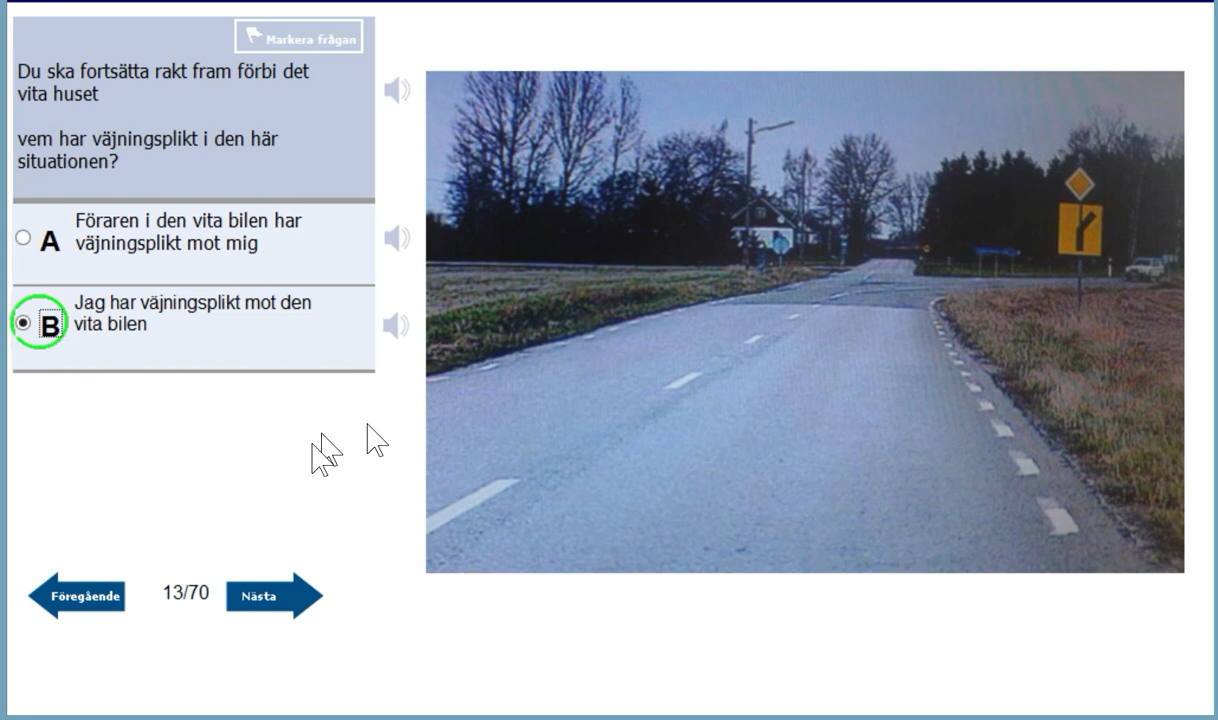 Markera frågan
Du ska fortsätta rakt fram förbi det
vita huset
vem har väjningsplikt i den här
situationen?
A
Föraren i den vita bilen har
väjningsplikt mot mig
B
Jag har väjningsplikt mot den
vita bilen
Föregående
13/70
Nästa